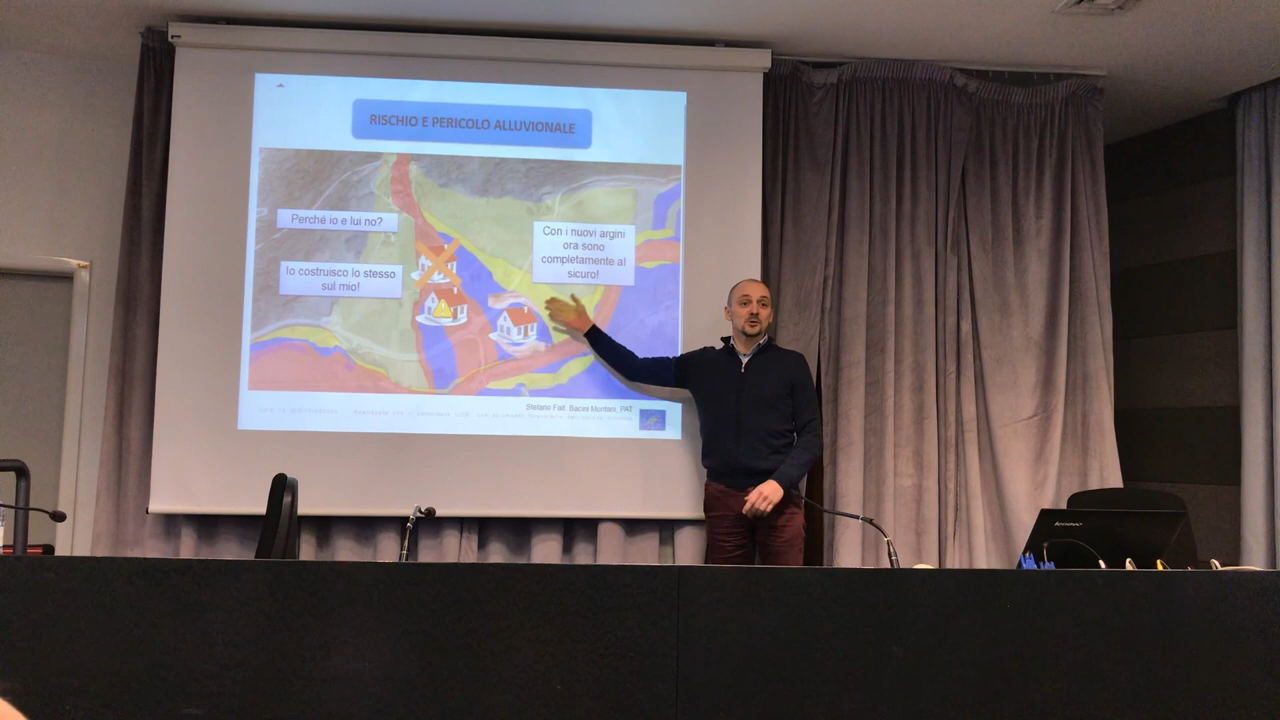 RISCHIO E PERICOLO ALLUVIONALE
Perché io e lui no?
Io costruisco lo stesso
sul mio!
Con i nuovi argini
ora sono
completamente al
sicuro!
Stefano Fait: Bacini Montani, PAT
lenovo